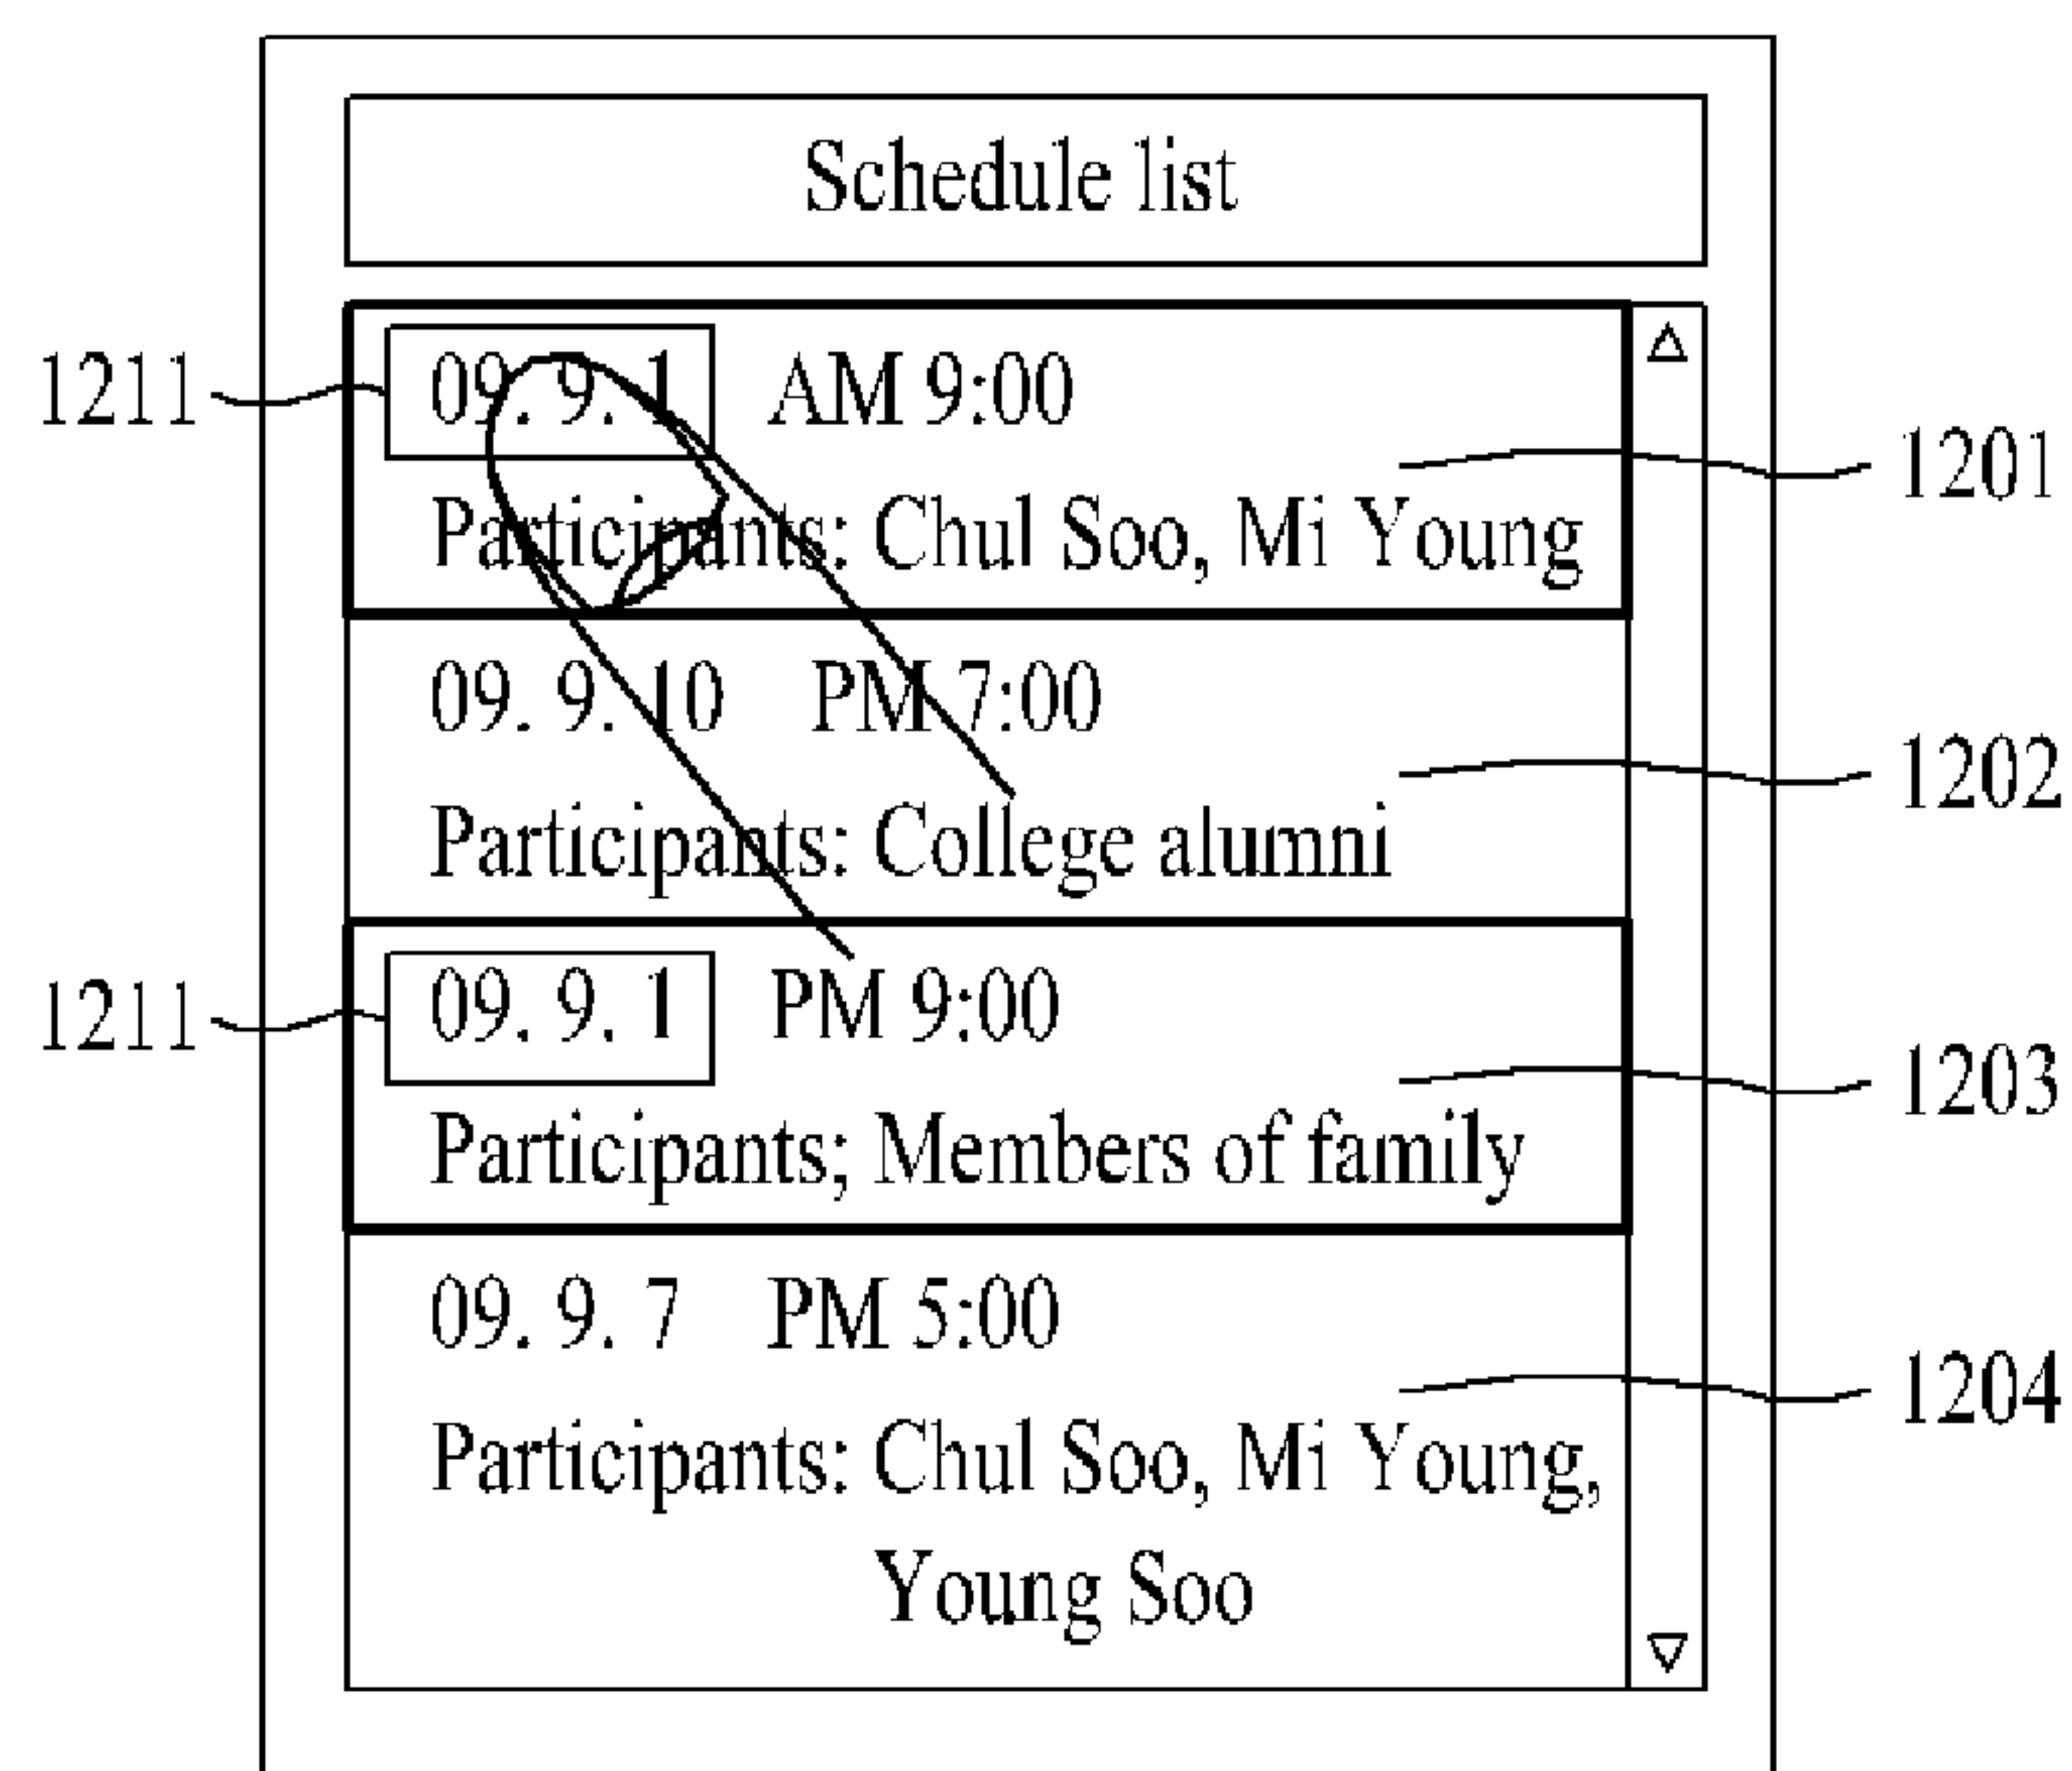 Schedule list
1211
09. 9. 1 AM 9:00
1201
Participants: Chul Soo, Mi Young
09. 9. 10 PM 7:00
1202
Participants: College alumni
1211
09. 9. 1 PM 9:00
1203
Participants; Members of family
09. 9. 7 PM 5:00
1204
Participants: Chul Soo, Mi Young,
Young Soo